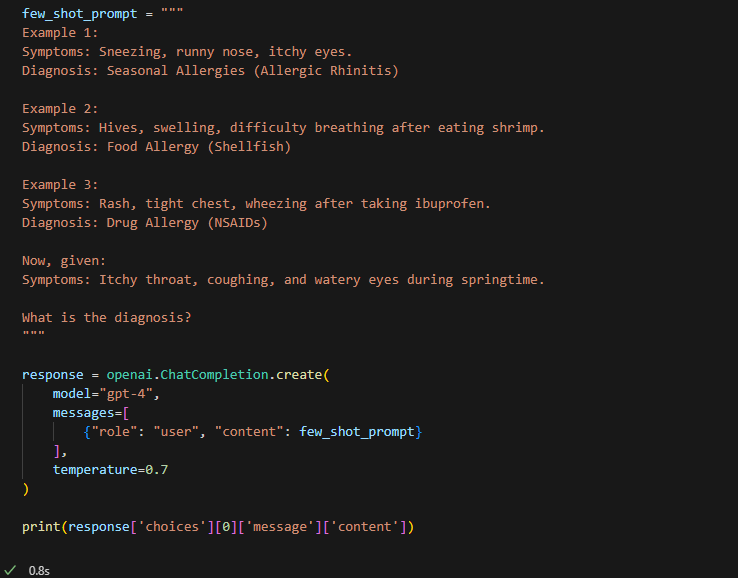 few_shot_prompt = """
Example 1:
Symptoms: Sneezing, runny nose, itchy eyes.
Diagnosis: Seasonal Allergies (Allergic Rhinitis)
Example 2:
Symptoms: Hives, swelling, difficulty breathing after eating shrimp.
Diagnosis: Food Allergy (Shellfish)
Example 3:
Symptoms: Rash, tight chest, wheezing after taking ibuprofen.
Diagnosis: Drug Allergy (NSAIDs)
Now, given:
Symptoms: Itchy throat, coughing, and watery eyes during springtime.
What is the diagnosis?
"""
response = openai.ChatCompletion.create(
    model="gpt-4",
    messages=[
        {"role": "user", "content": few_shot_prompt}
    ],
    temperature=0.7
)
print(response['choices'][0]['message']['content'])
0.8s